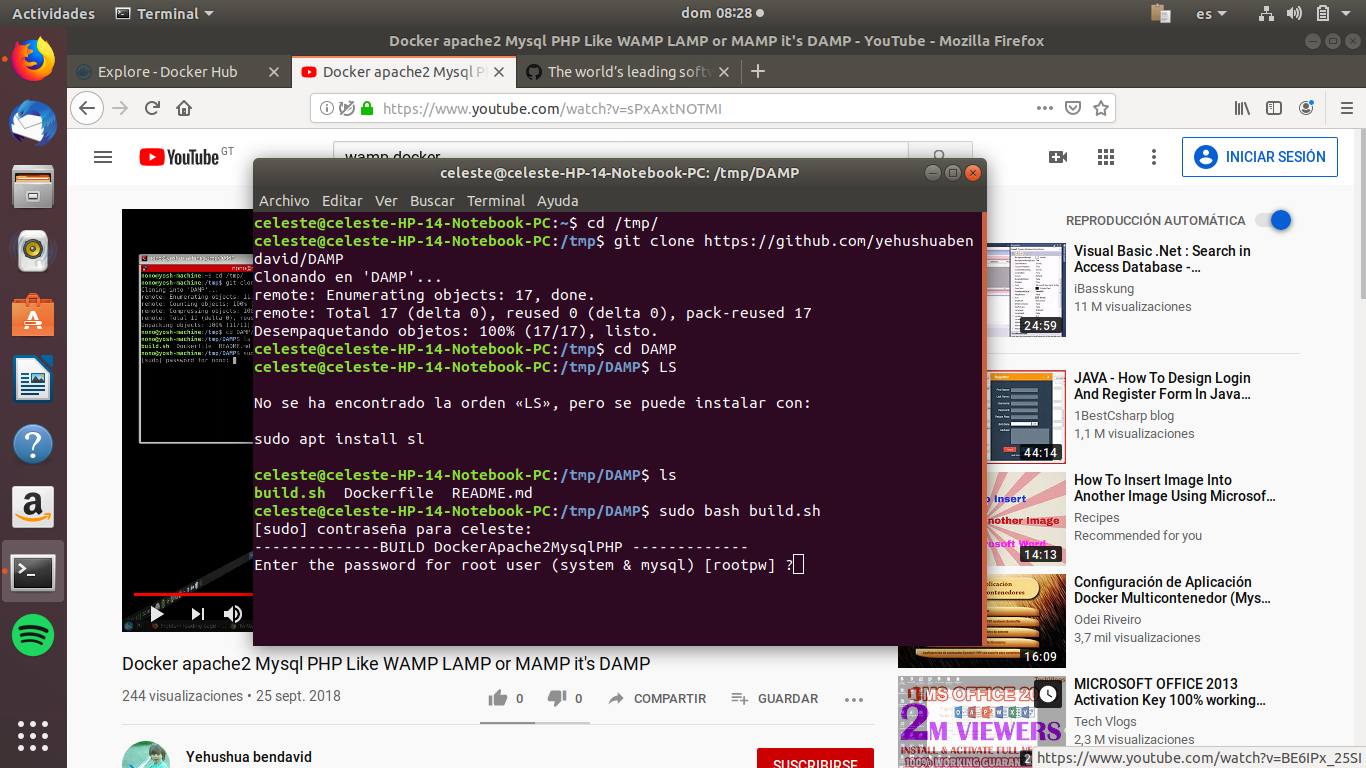 Actividades
Terminal
dom 08:28
es
Docker apache2 Mysql PHP Like WAMP LAMP or MAMP it's DAMP - YouTube - Mozilla Firefox
Explore - Docker Hub
Docker apache2 Mysql P
The world's leading softw
https://www.youtube.com/watch?v=sPxAxtNOTMI
YouTube GT
wamp docker
INICIAR SESIÓN
celeste@celeste-HP-14-Notebook-PC: /tmp/DAMP
Archivo Editar Ver Buscar Terminal Ayuda
celeste@celeste-HP-14-Notebook-PC:~$ cd /tmp/
celeste@celeste-HP-14-Notebook-PC:/tmp$ git clone https://github.com/yehushuaben
david/DAMP
Clonando en 'DAMP'...
remote: Enumerating objects: 17, done.
remote: Total 17 (delta 0), reused 0 (delta 0), pack-reused 17
Desempaquetando objetos: 100% (17/17), listo.
celeste@celeste-HP-14-Notebook-PC:/tmp$ cd DAMP
celeste@celeste-HP-14-Notebook-PC:/tmp/DAMP$ LS
No se ha encontrado la orden «LS», pero se puede instalar con:
sudo apt install sl
celeste@celeste-HP-14-Notebook-PC:/tmp/DAMP$ ls
build.sh Dockerfile README.md
celeste@celeste-HP-14-Notebook-PC:/tmp/DAMP$ sudo bash build.sh
[sudo] contraseña para celeste:
--------------BUILD DockerApache2MysqlPHP -------------
Enter the password for root user (system & mysql) [rootpw] ?
Docker apache2 Mysql PHP Like WAMP LAMP or MAMP it's DAMP
244 visualizaciones • 25 sept. 2018
0
0
COMPARTIR
GUARDAR
Yehushua bendavid
SUSCRIBIRSE
REPRODUCCIÓN AUTOMÁTICA
Visual Basic .Net : Search in
Access Database -...
iBasskung
11 M visualizaciones
24:59
JAVA - How To Design Login
And Register Form In Java...
1BestCsharp blog
1,1 M visualizaciones
44:14
How To Insert Image Into
Another Image Using Microsof...
Recipes
Recommended for you
14:13
Configuración de Aplicación
Docker Multicontenedor (Mys...
Odei Riveiro
3,7 mil visualizaciones
16:09
MICROSOFT OFFICE 2013
Activation Key 100% working...
Tech Vlogs
2,3 M visualizaciones
MS OFFICE 20
2M VIEWERS
https://www.youtube.com/watch?v=BE6IPx_25SI